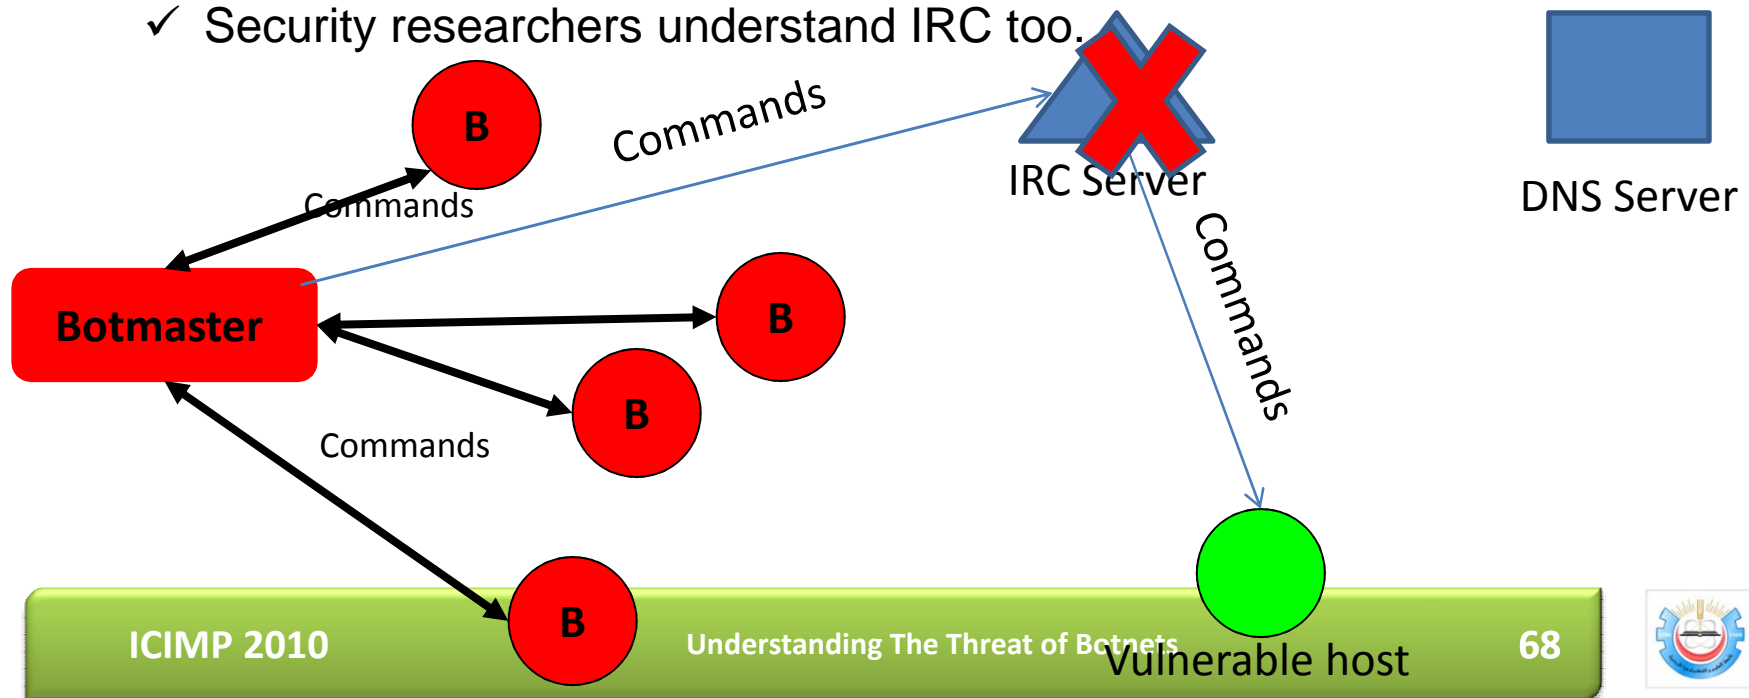 ✓ Security researchers understand IRC too.
B
Commands
IRC Server
DNS Server
Commands
Commands
Botmaster
B
B
Commands
B
ICIMP 2010
Understanding The Threat of Botnets
68
Vulnerable host